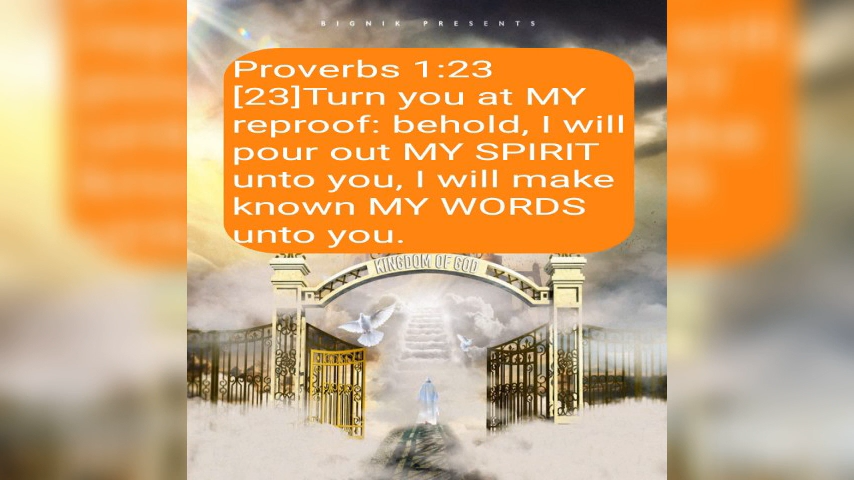 BIGNIK PRESENTS
Proverbs 1:23
[23]Turn you at MY
reproof: behold, I will
pour out MY SPIRIT
unto you, I will make
known MY WORDS
unto you.
KINGDOM OF GOD